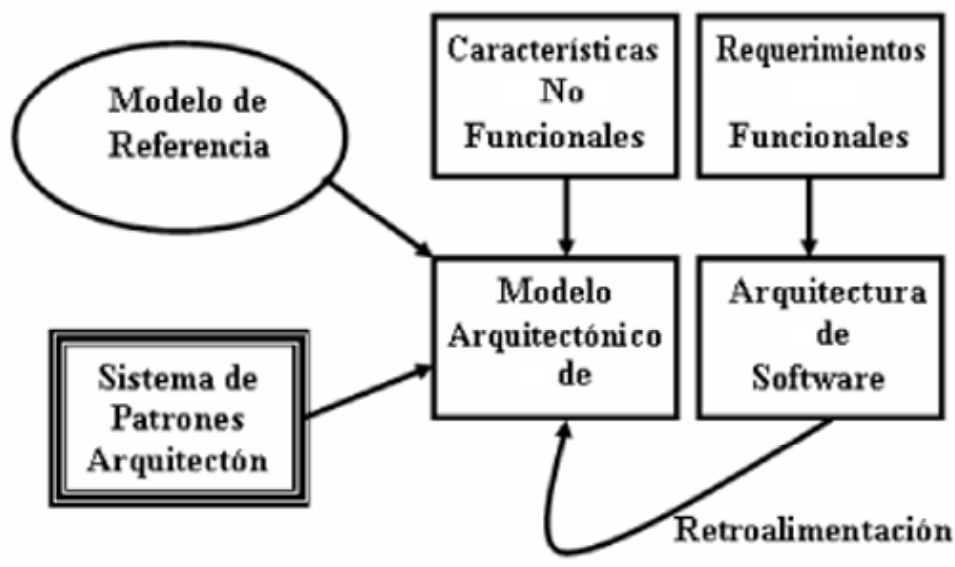 Modelo de
Referencia
Características
No
Funcionales
Requerimientos
Funcionales
Modelo
Arquitectónico
de
Arquitectura
de
Software
Sistema de
Patrones
Arquitectón
Retroalimentación